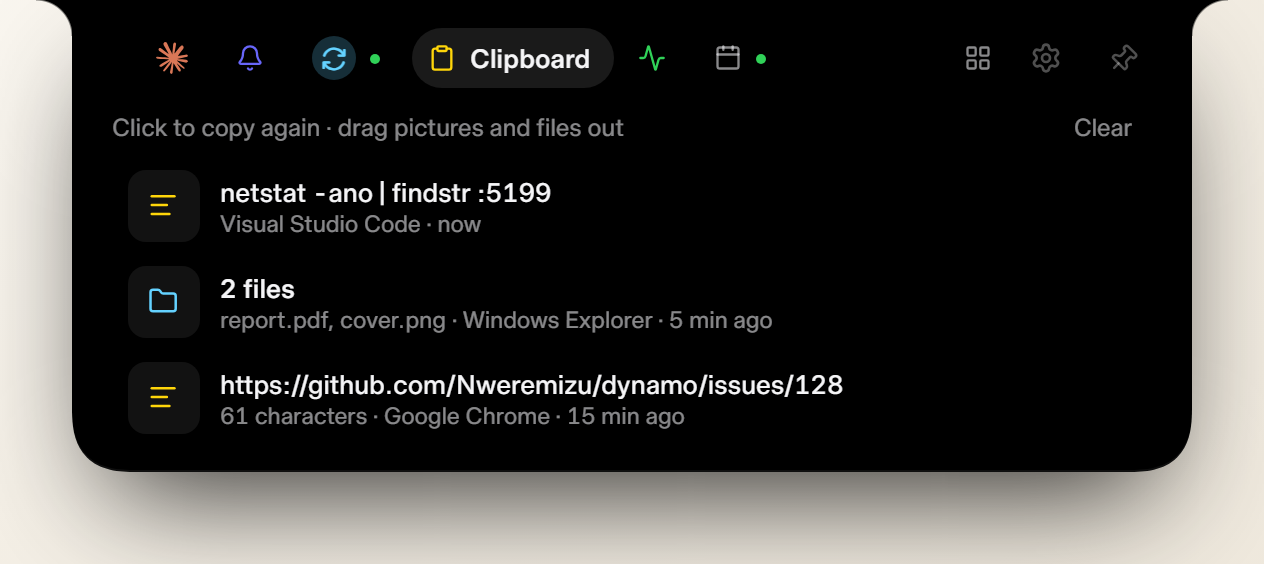 Clipboard
Click to copy again · drag pictures and files out
Clear
netstat -ano | findstr :5199
Visual Studio Code · now
2 files
report.pdf, cover.png · Windows Explorer · 5 min ago
https://github.com/Nweremizu/dynamo/issues/128
61 characters · Google Chrome · 15 min ago